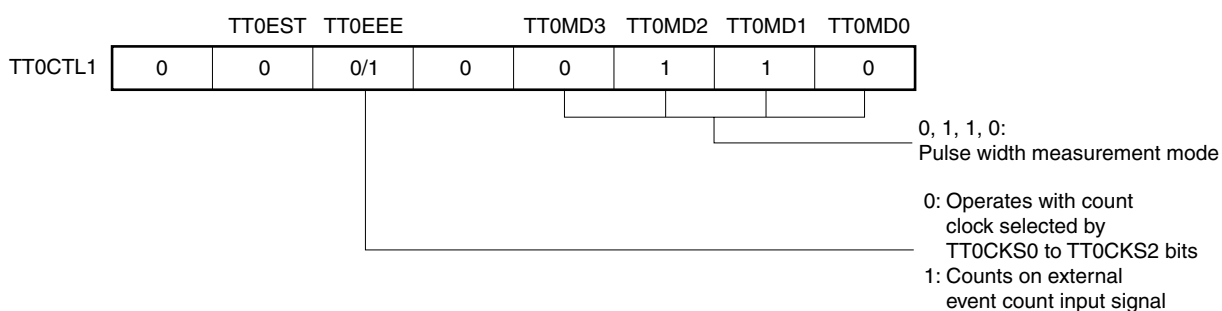 TT0EST TT0EEE TT0MD3 TT0MD2 TT0MD1 TT0MD0
TT0CTL1 0 0 0/1 0 0 1 1 0
0, 1, 1, 0:
Pulse width measurement mode
0: Operates with count
clock selected by
TT0CKS0 to TT0CKS2 bits
1: Counts on external
event count input signal